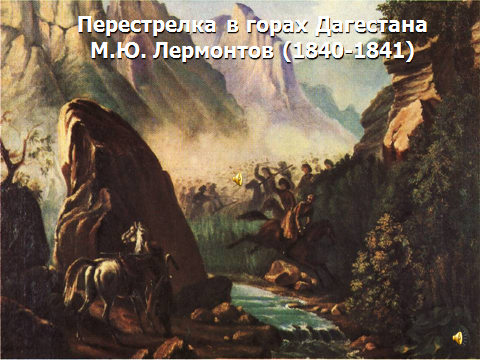 Перестрелка в горах Дагестана
М.Ю. Лермонтов (1840-1841)